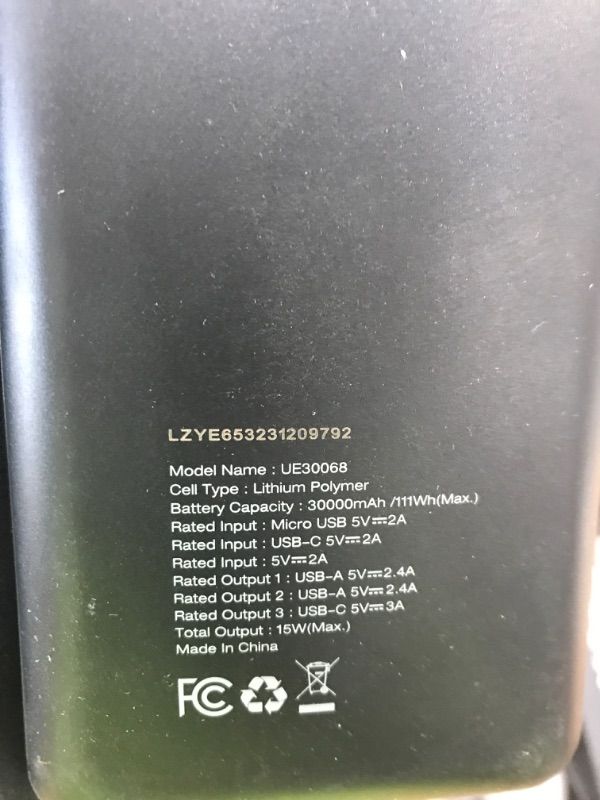 LZYE653231209792
Model Name : UE30068
Cell Type : Lithium Polymer
Battery Capacity : 30000mAh /111Wh(Max.)
Rated Input : Micro USB 5V⎓2A
Rated Input : USB-C 5V⎓2A
Rated Input : 5V⎓2A
Rated Output 1 : USB-A 5V⎓2.4A
Rated Output 2 : USB-A 5V⎓2.4A
Rated Output 3 : USB-C 5V⎓3A
Total Output : 15W(Max.)
Made In China
FC